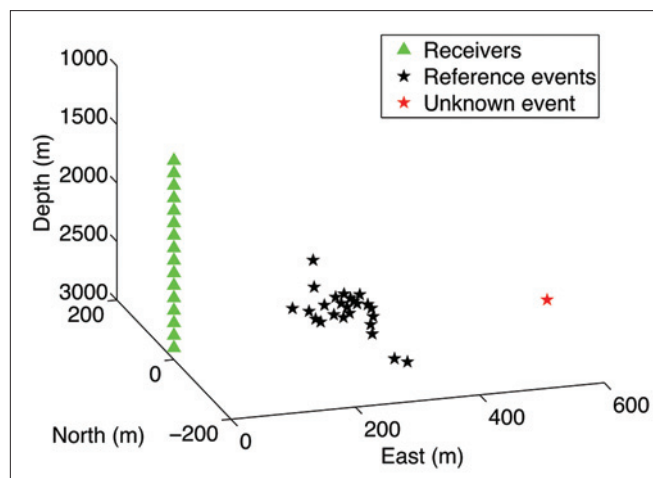 Receivers
Reference events
Unknown event
Depth (m)
1000
1500
2000
2500
3000
200
0
−200
North (m)
0
200
400
600
East (m)